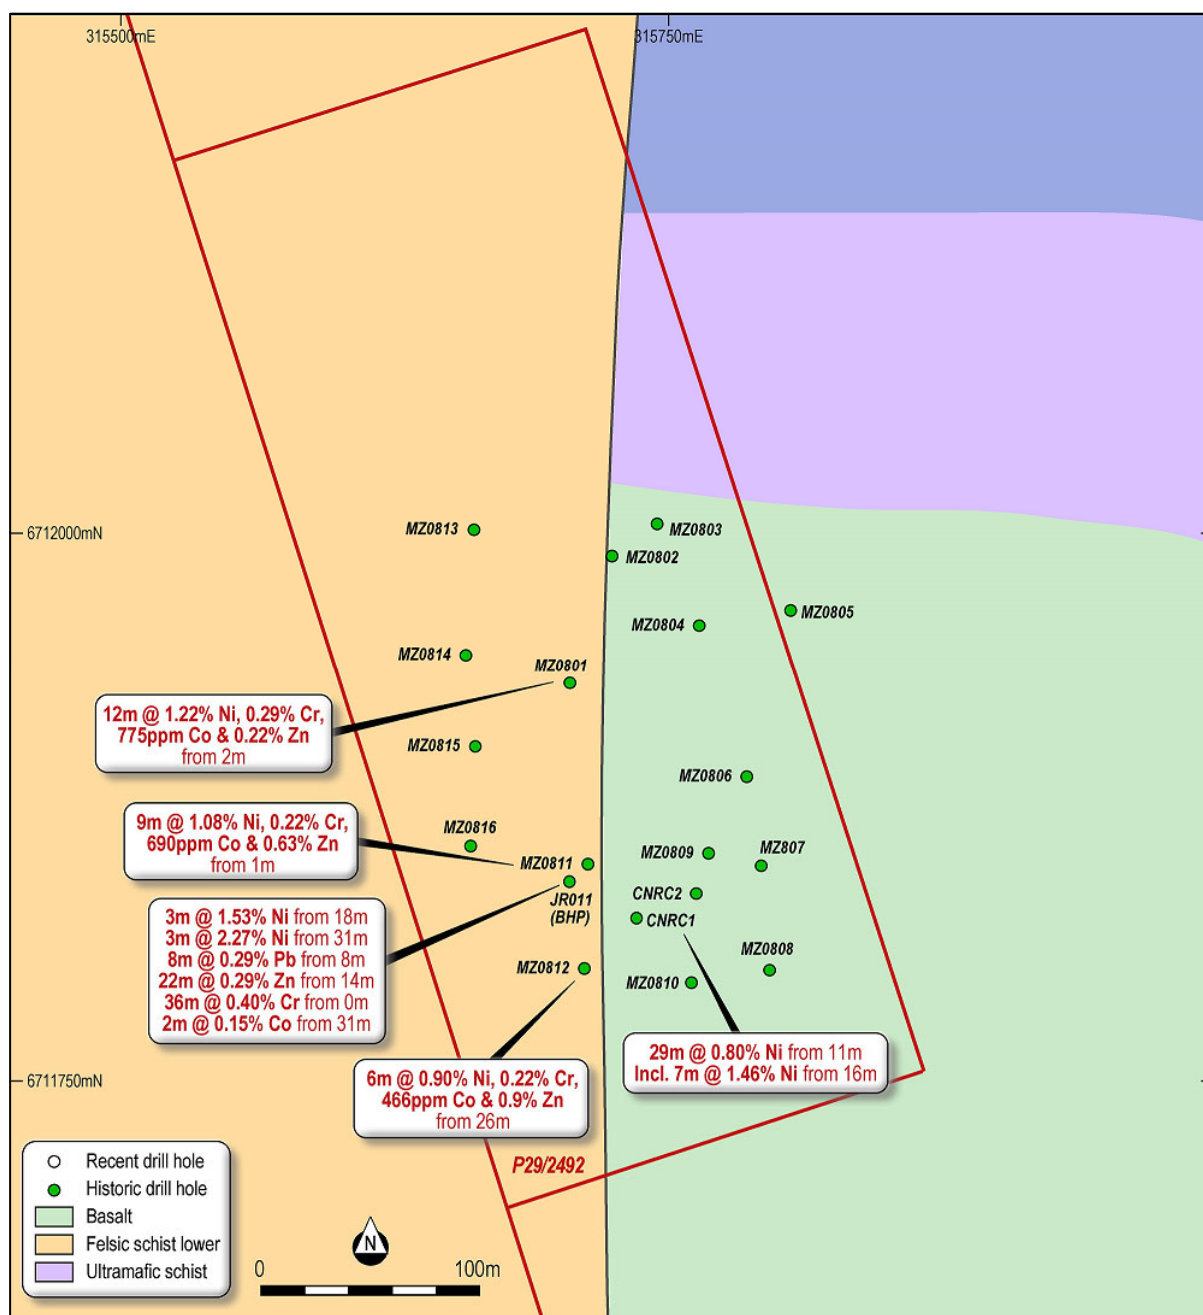 315500mE
315750mE
6712000mN
MZ0813
MZ0803
MZ0802
MZ0805
MZ0804
MZ0814
MZ0801
12m @ 1.22% Ni, 0.29% Cr,
775ppm Co & 0.22% Zn
from 2m
MZ0815
MZ0806
9m @ 1.08% Ni, 0.22% Cr,
690ppm Co & 0.63% Zn
from 1m
MZ0816
MZ0811
MZ0809
MZ807
JR011
(BHP)
CNRC2
CNRC1
3m @ 1.53% Ni from 18m
3m @ 2.27% Ni from 31m
8m @ 0.29% Pb from 8m
22m @ 0.29% Zn from 14m
36m @ 0.40% Cr from 0m
2m @ 0.15% Co from 31m
MZ0812
MZ0808
MZ0810
29m @ 0.80% Ni from 11m
Incl. 7m @ 1.46% Ni from 16m
6711750mN
6m @ 0.90% Ni, 0.22% Cr,
466ppm Co & 0.9% Zn
from 26m
P29/2492
Recent drill hole
Historic drill hole
Basalt
Felsic schist lower
Ultramafic schist
N
0 100m